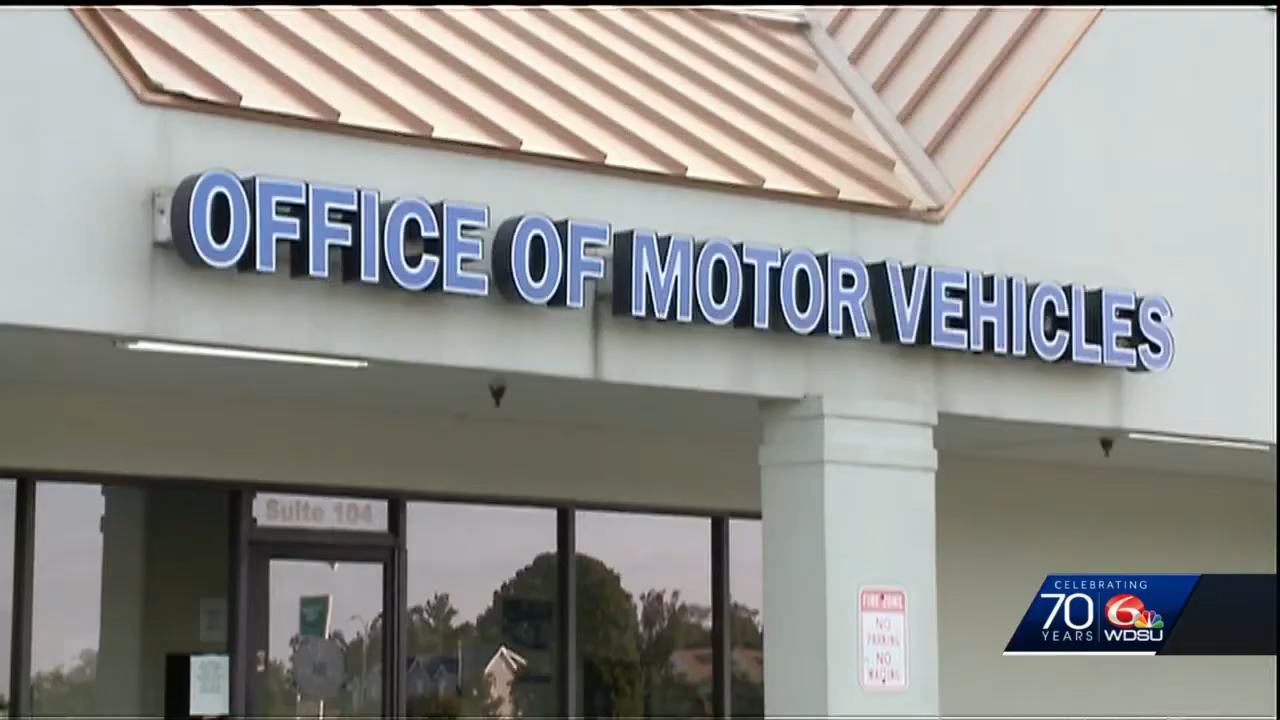 OFFICE OF MOTOR VEHICLES
Suite 104
FIRE ZONE
NO
PARKING
NO
WAITING
CELEBRATING
70
YEARS
6
WDSU